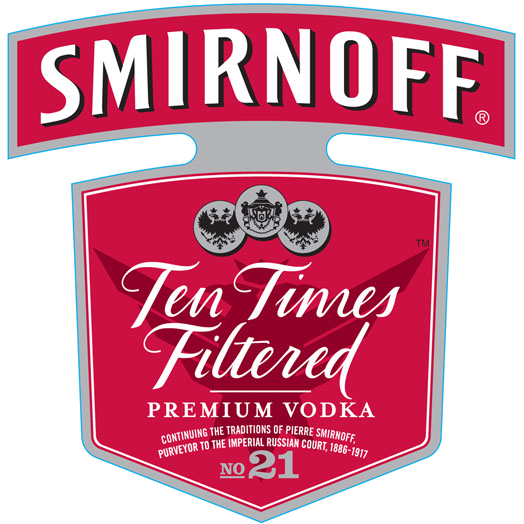 SMIRNOFF®
™
Ten Times
Filtered
PREMIUM VODKA
CONTINUING THE TRADITIONS OF PIERRE SMIRNOFF,
PURVEYOR TO THE IMPERIAL RUSSIAN COURT, 1886-1917
NO 21